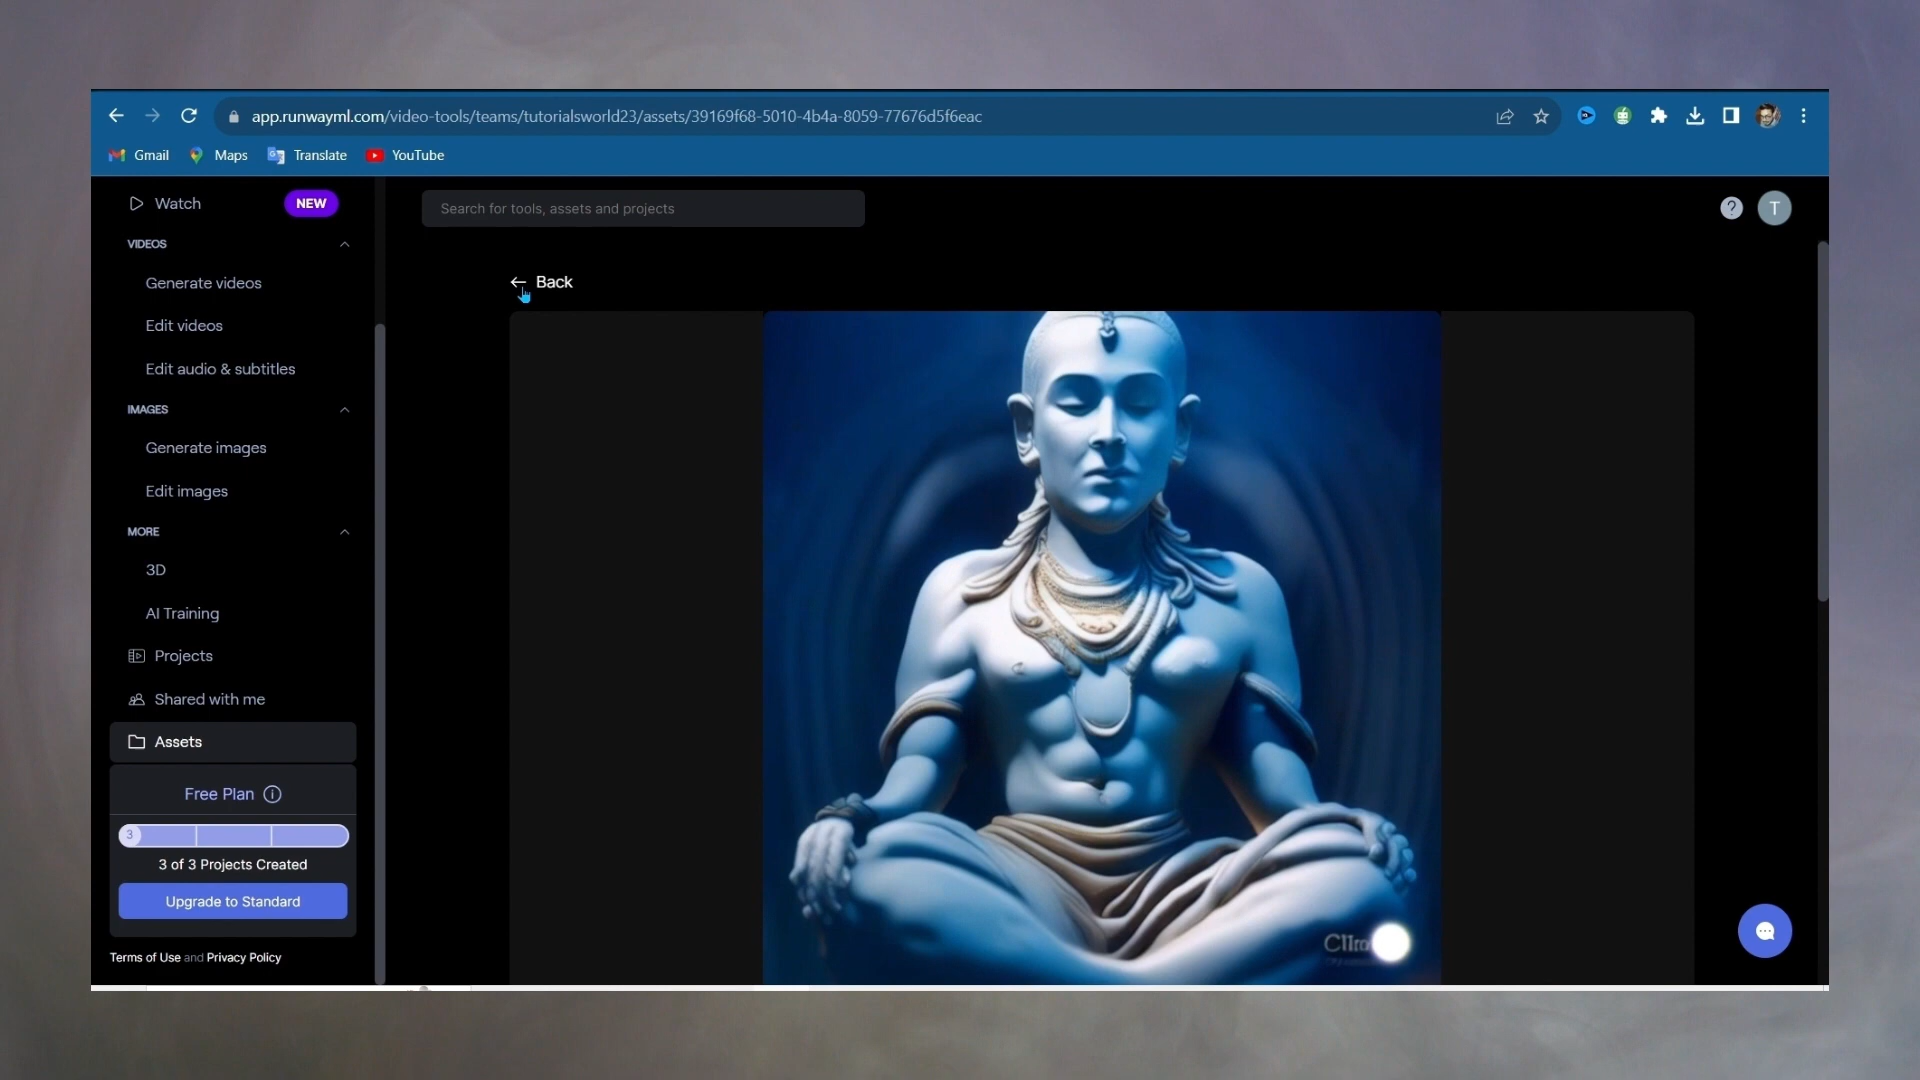 app.runwayml.com/video-tools/teams/tutorialsworld23/assets/39169f68-5010-4b4a-8059-77676d5f6eac
Gmail Maps Translate YouTube
Watch NEW
Search for tools, assets and projects
? T
VIDEOS
Back
Generate videos
Edit videos
Edit audio & subtitles
IMAGES
Generate images
Edit images
MORE
3D
AI Training
Projects
Shared with me
Assets
Free Plan
3
3 of 3 Projects Created
Upgrade to Standard
Terms of Use and Privacy Policy